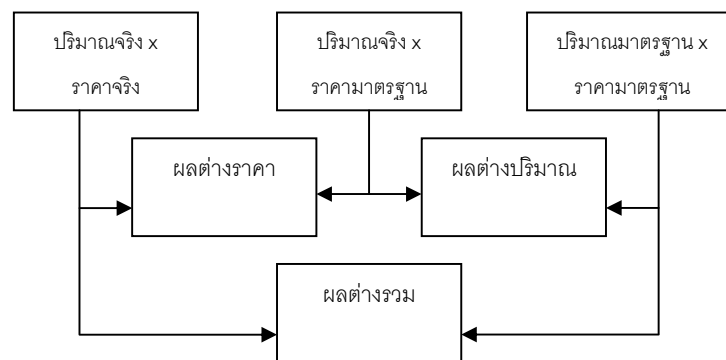 ปริมาณจริง x
ราคาจริง
ปริมาณจริง x
ราคามาตรฐาน
ปริมาณมาตรฐาน x
ราคามาตรฐาน
ผลต่างราคา
ผลต่างปริมาณ
ผลต่างรวม